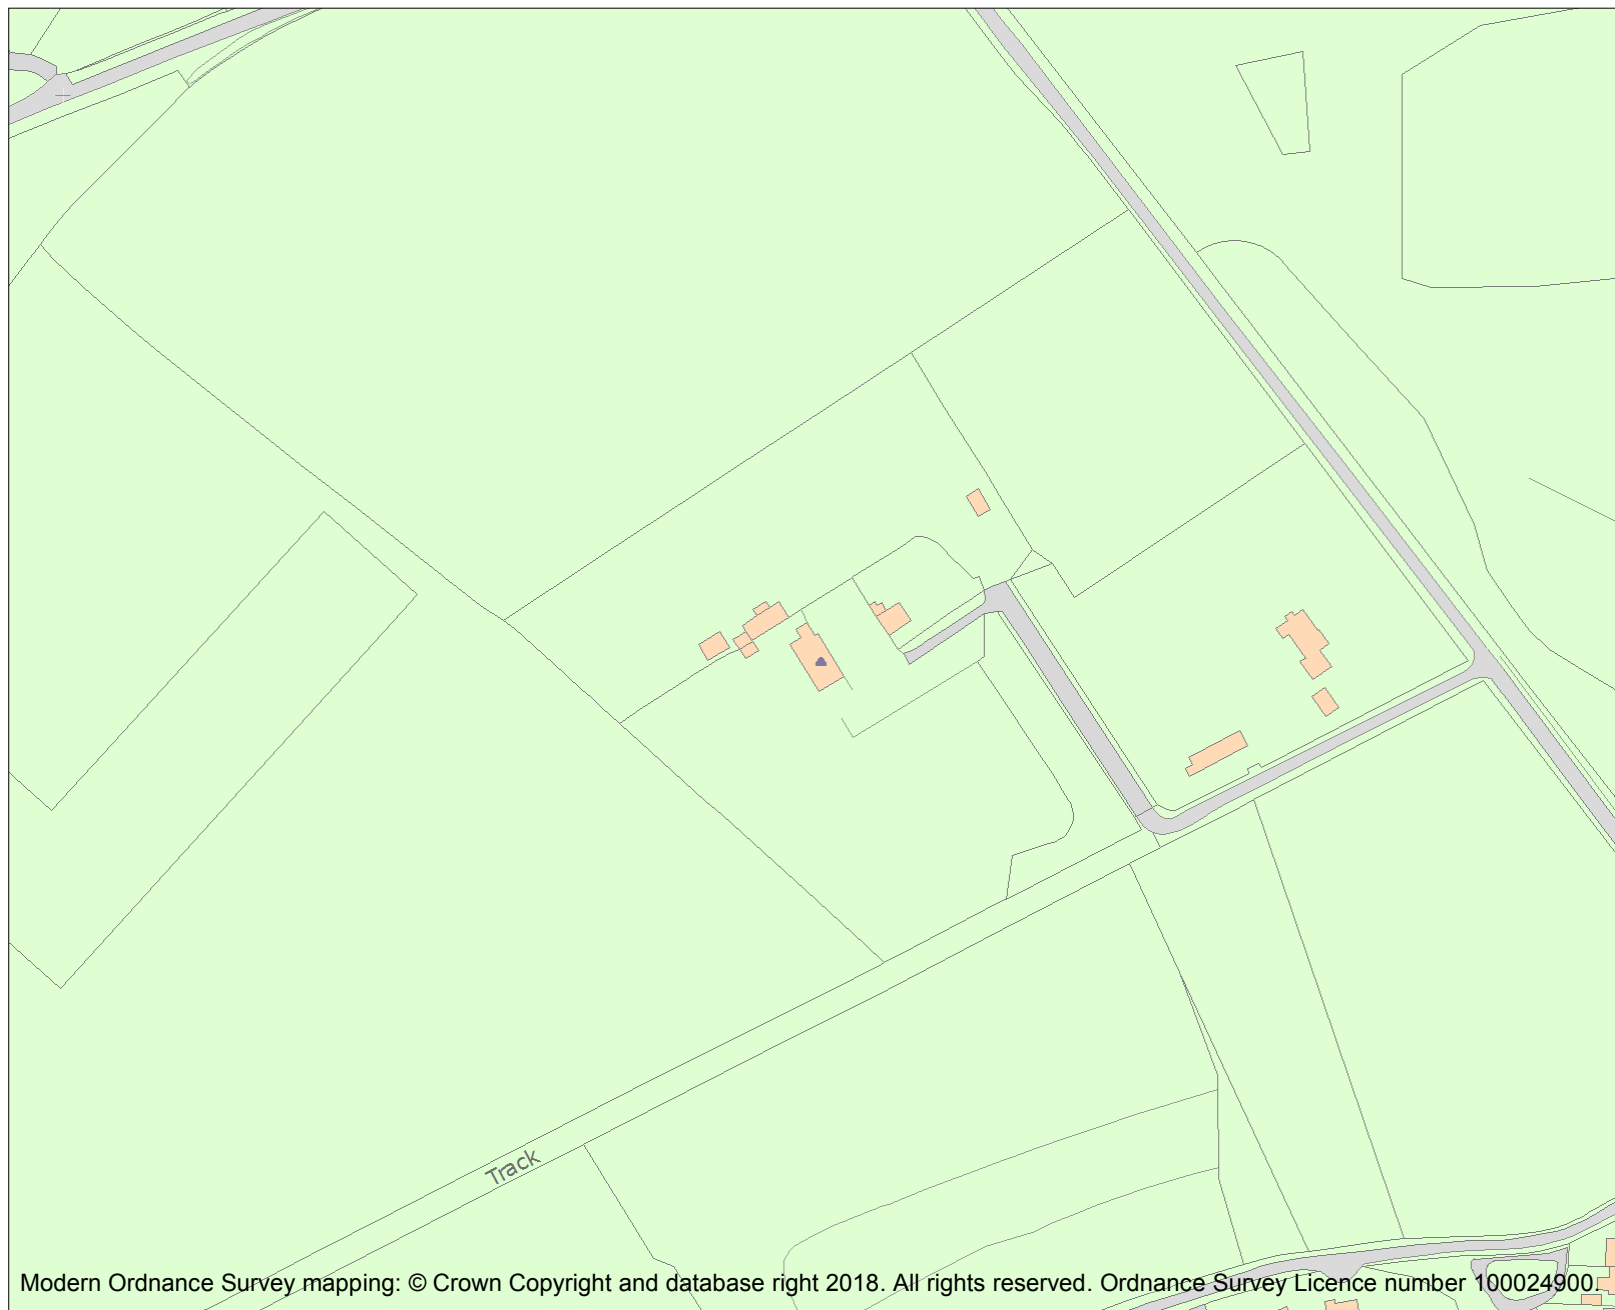 Track
Modern Ordnance Survey mapping: © Crown Copyright and database right 2018. All rights reserved. Ordnance Survey Licence number 100024900.